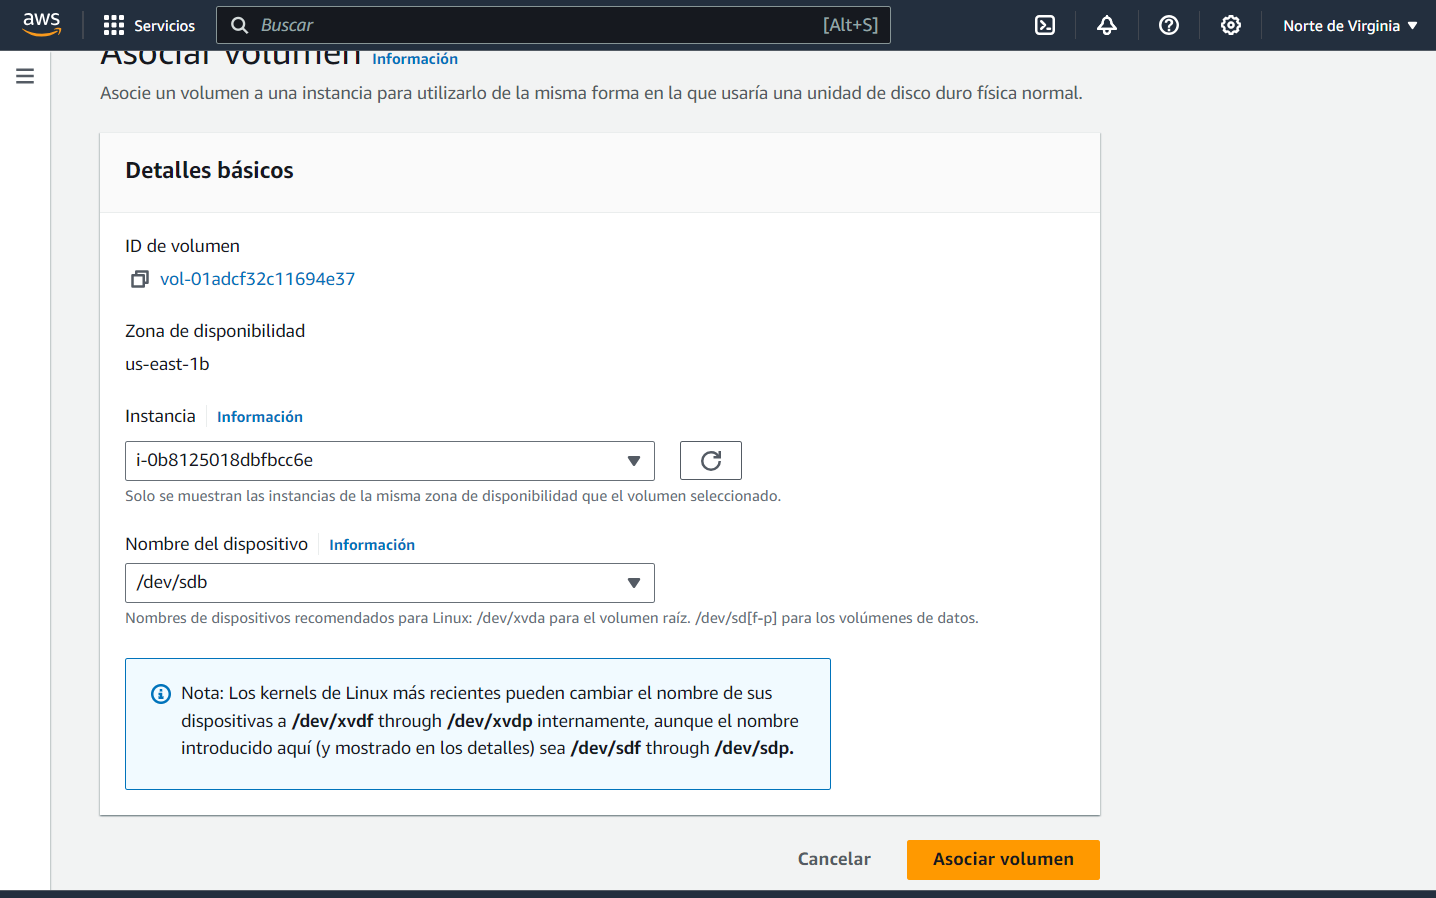 aws
Servicios
Buscar
[Alt+S]
Norte de Virginia
Asociar volumen Información
Asocie un volumen a una instancia para utilizarlo de la misma forma en la que usaría una unidad de disco duro física normal.
Detalles básicos
ID de volumen
vol-01adcf32c11694e37
Zona de disponibilidad
us-east-1b
Instancia Información
i-0b8125018dbfbcc6e
Solo se muestran las instancias de la misma zona de disponibilidad que el volumen seleccionado.
Nombre del dispositivo Información
/dev/sdb
Nombres de dispositivos recomendados para Linux: /dev/xvda para el volumen raíz. /dev/sd[f-p] para los volúmenes de datos.
Nota: Los kernels de Linux más recientes pueden cambiar el nombre de sus
dispositivas a /dev/xvdf through /dev/xvdp internamente, aunque el nombre
introducido aquí (y mostrado en los detalles) sea /dev/sdf through /dev/sdp.
Cancelar
Asociar volumen